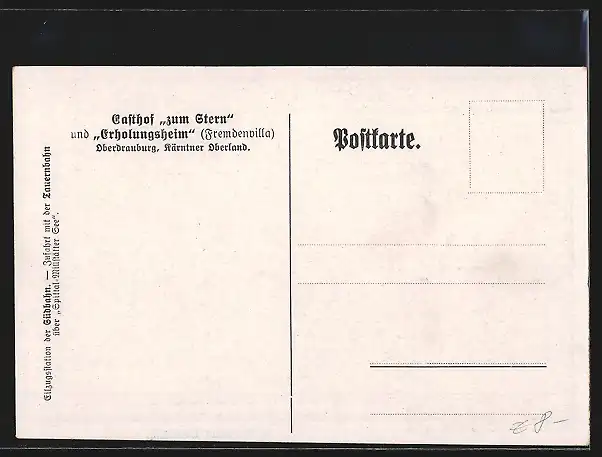 Gasthof „zum Stern“
und „Erholungsheim“ (Fremdenvilla)
Oberdrauburg, Kärntner Oberland.
Postkarte.
Eilzugsstation der Südbahn. — Zufahrt mit der Tauernbahn
über „Spittal-Millstätter See“.
£ 8-